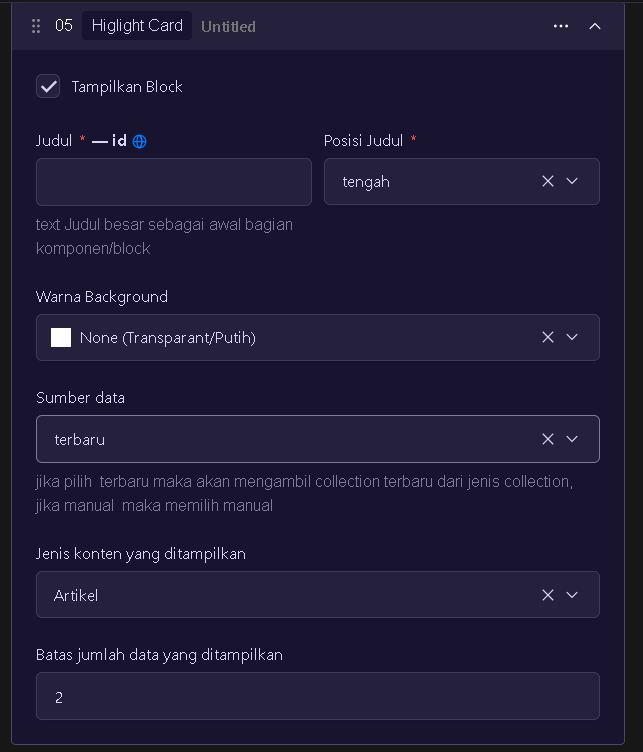 05 Higlight Card Untitled
Tampilkan Block
Judul * — id
Posisi Judul *
tengah
text Judul besar sebagai awal bagian
komponen/block
Warna Background
None (Transparant/Putih)
Sumber data
terbaru
jika pilih  terbaru maka akan mengambil collection terbaru dari jenis collection,
jika manual  maka memilih manual
Jenis konten yang ditampilkan
Artikel
Batas jumlah data yang ditampilkan
2